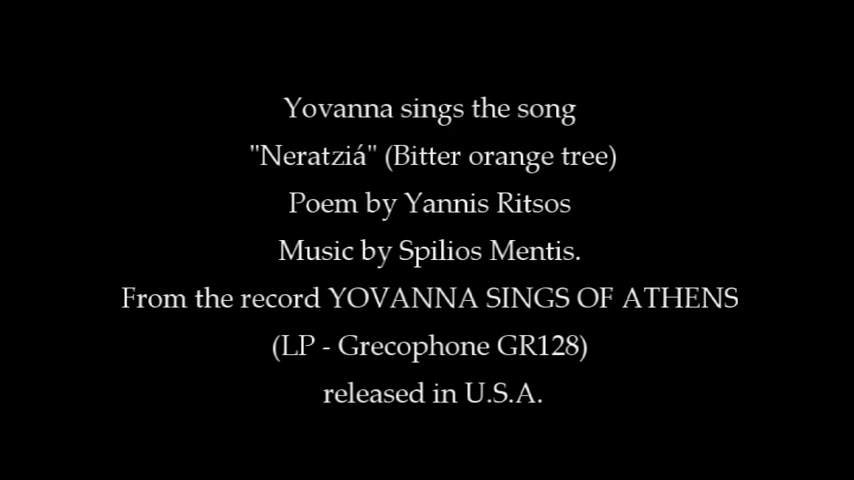 Yovanna sings the song
"Neratziá" (Bitter orange tree)
Poem by Yannis Ritsos
Music by Spilios Mentis.
From the record YOVANNA SINGS OF ATHENS
(LP - Grecophone GR128)
released in U.S.A.